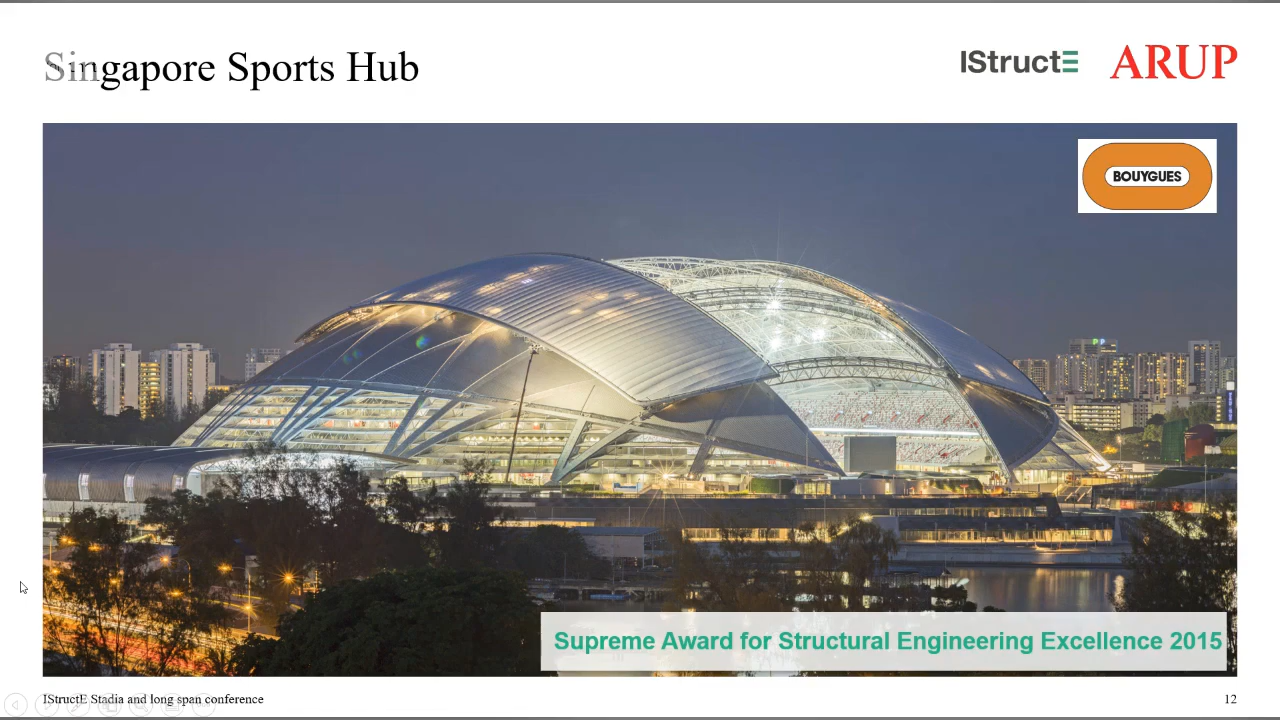 Singapore Sports Hub
IStructE
ARUP
BOUYGUES
Supreme Award for Structural Engineering Excellence 2015
IStructE Stadia and long span conference
12